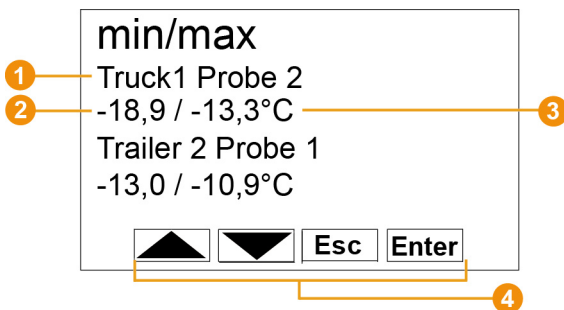 min/max
1 Truck1 Probe 2
2 -18,9 / -13,3°C 3
Trailer 2 Probe 1
-13,0 / -10,9°C
Esc Enter
4